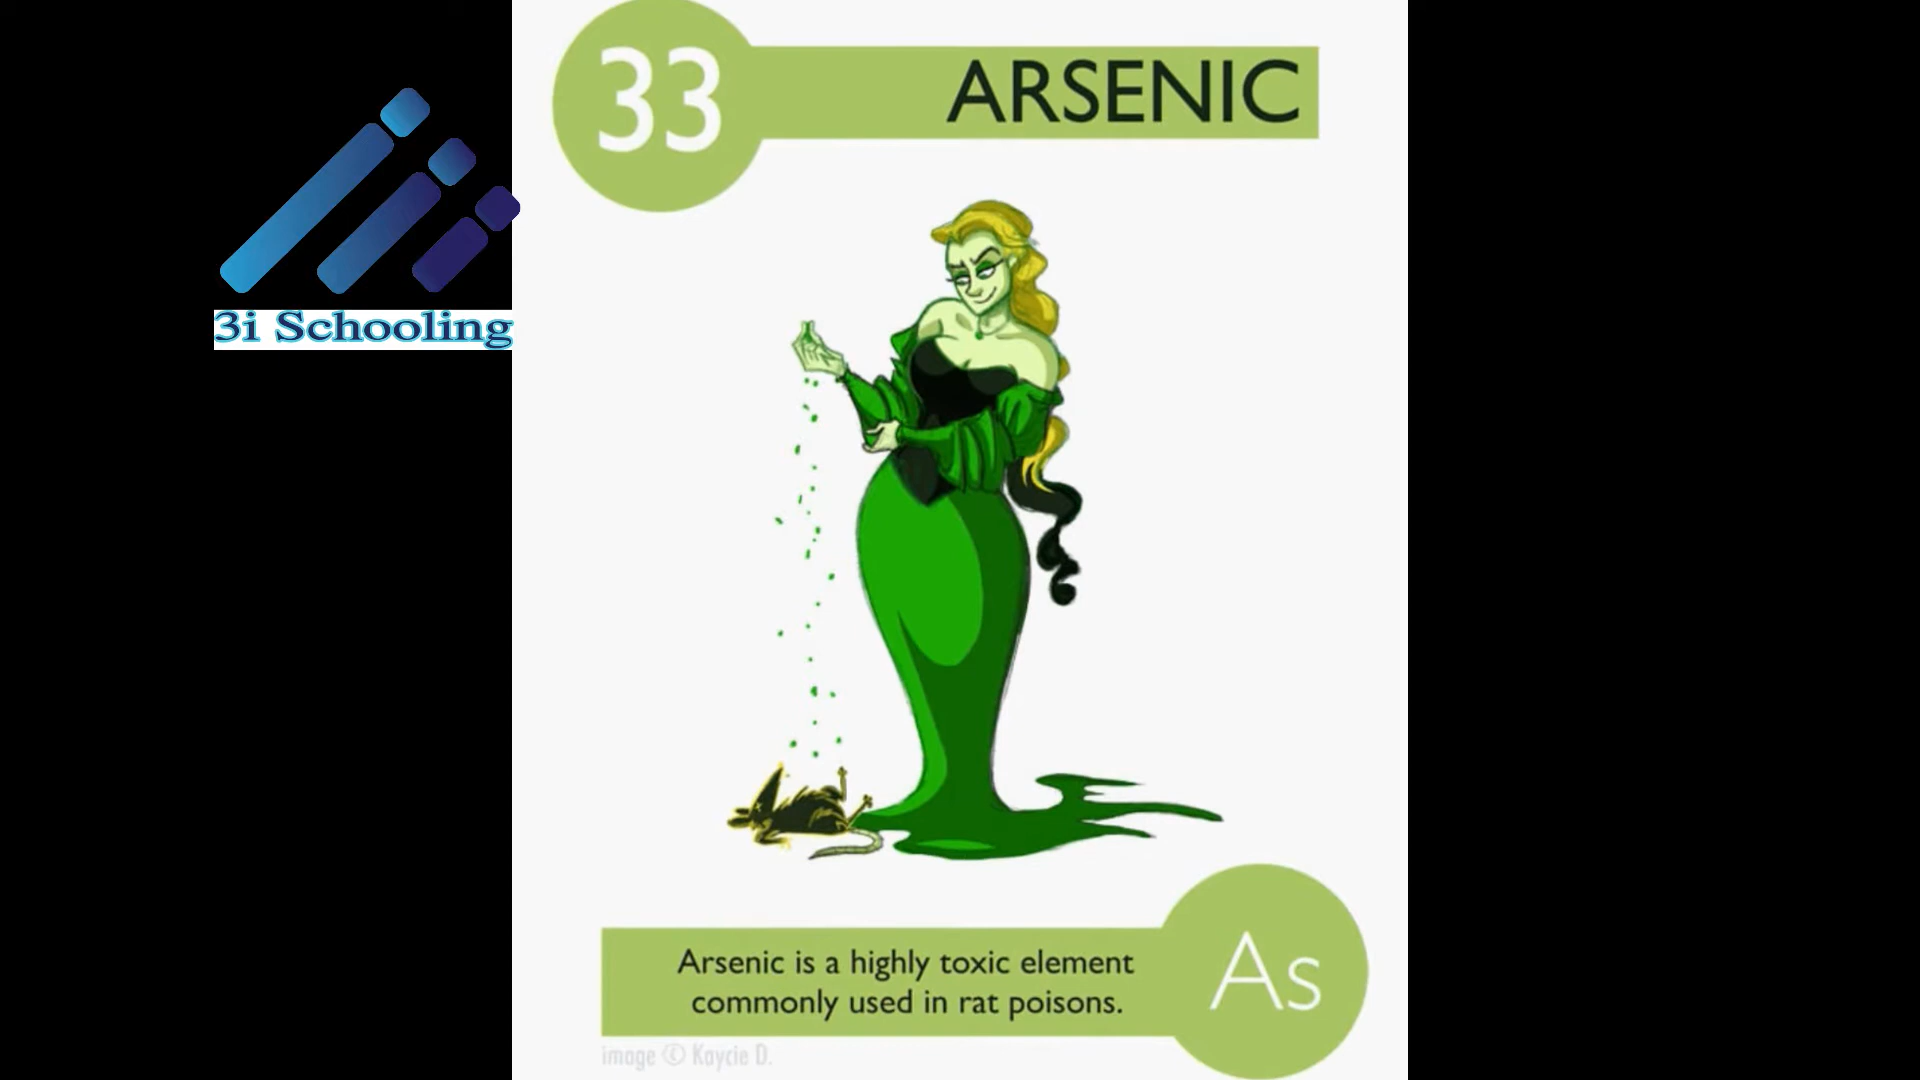 33
ARSENIC
3i Schooling
Arsenic is a highly toxic element
commonly used in rat poisons.
As
image © Kaycie D.